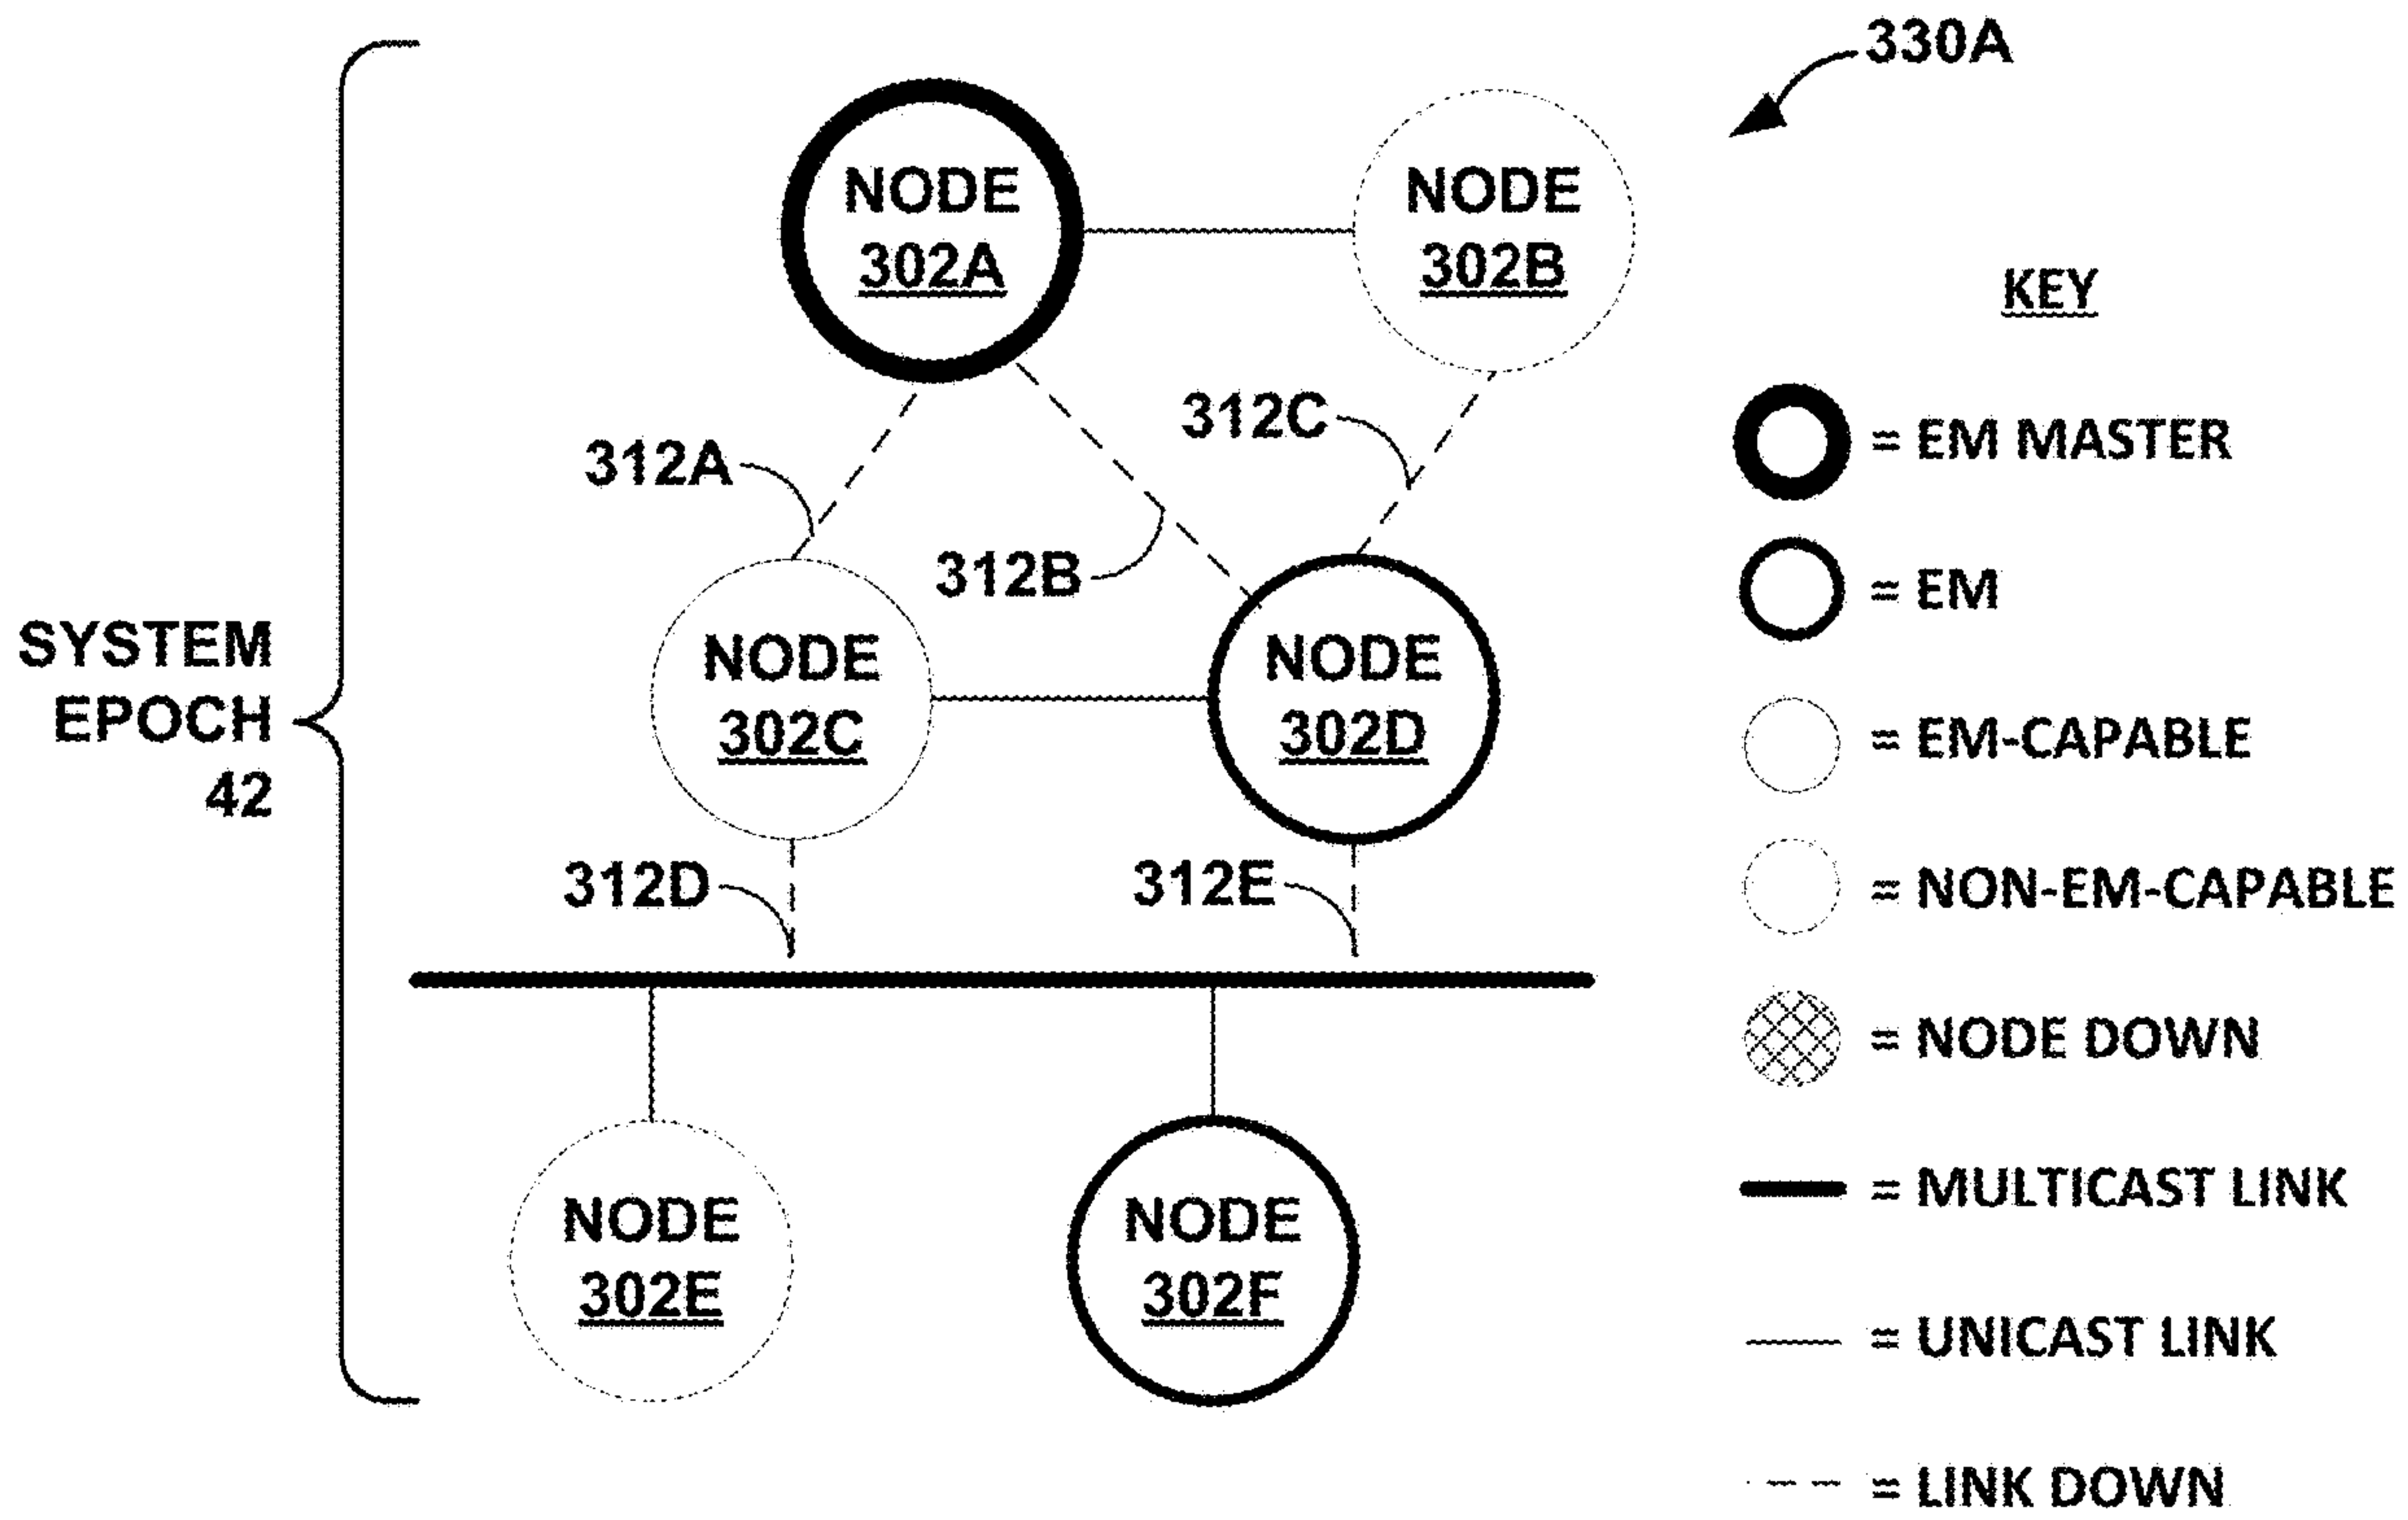 330A
NODE
302A
NODE
302B
KEY
312C
312A
= EM MASTER
312B
= EM
SYSTEM
EPOCH
42
NODE
302C
NODE
302D
= EM-CAPABLE
312D
312E
= NON-EM-CAPABLE
= NODE DOWN
= MULTICAST LINK
NODE
302E
NODE
302F
= UNICAST LINK
= LINK DOWN